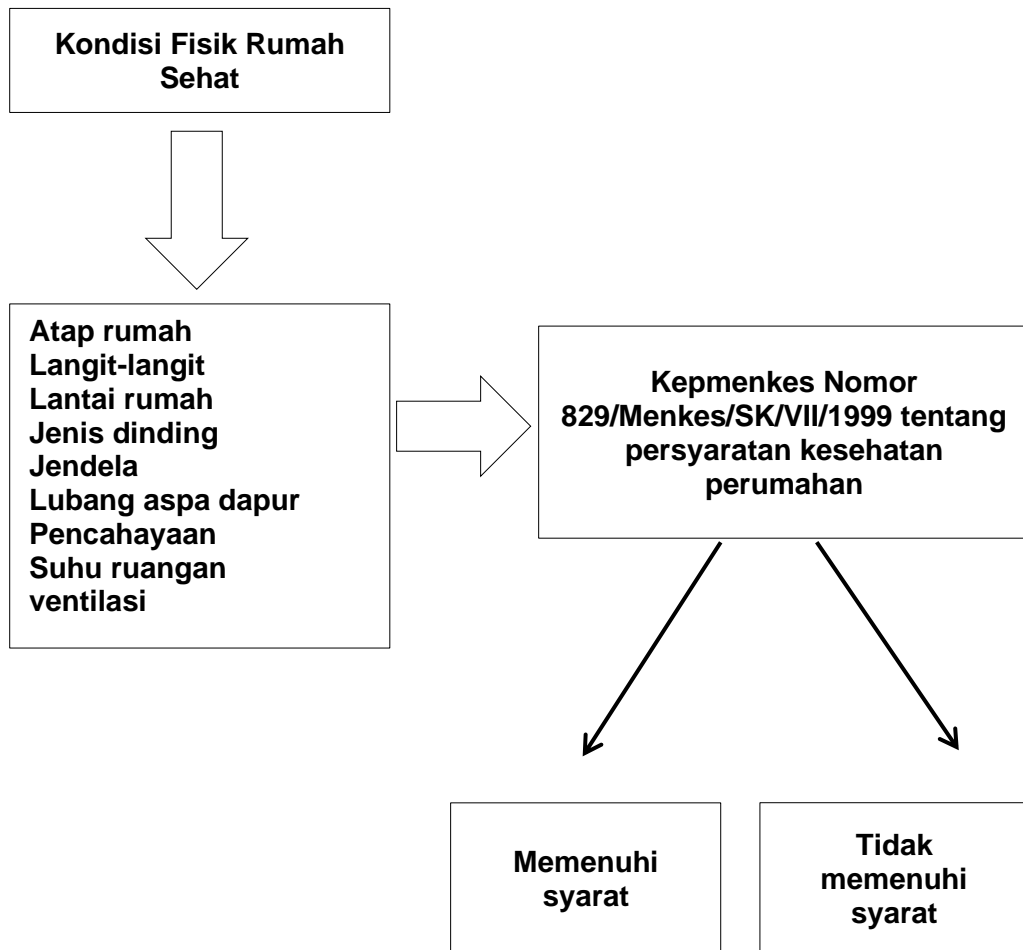 Kondisi Fisik Rumah
Sehat
Atap rumah
Langit-langit
Lantai rumah
Jenis dinding
Jendela
Lubang aspa dapur
Pencahayaan
Suhu ruangan
ventilasi
Kepmenkes Nomor
829/Menkes/SK/VII/1999 tentang
persyaratan kesehatan
perumahan
Memenuhi
syarat
Tidak
memenuhi
syarat